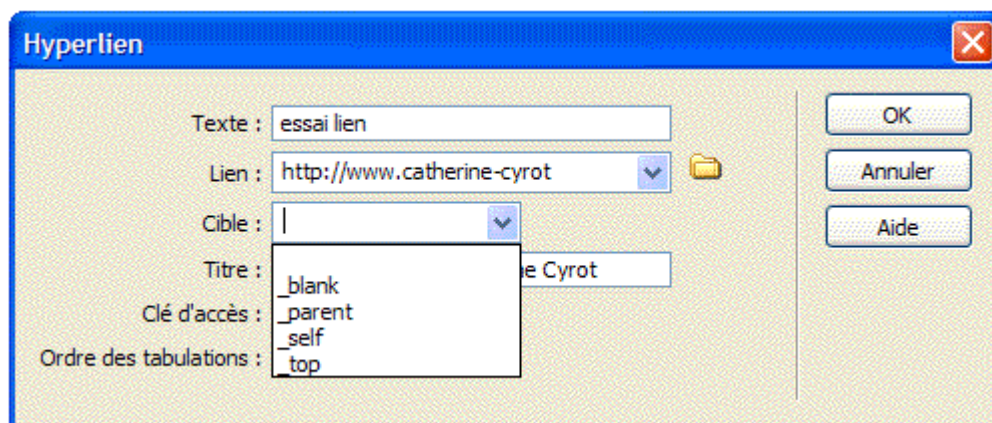 Hyperlien
Texte : essai lien
OK
Lien : http://www.catherine-cyrot
Annuler
Cible :
Aide
Titre : Cyrot
_blank
_parent
Clé d'accès :
_self
Ordre des tabulations :
_top